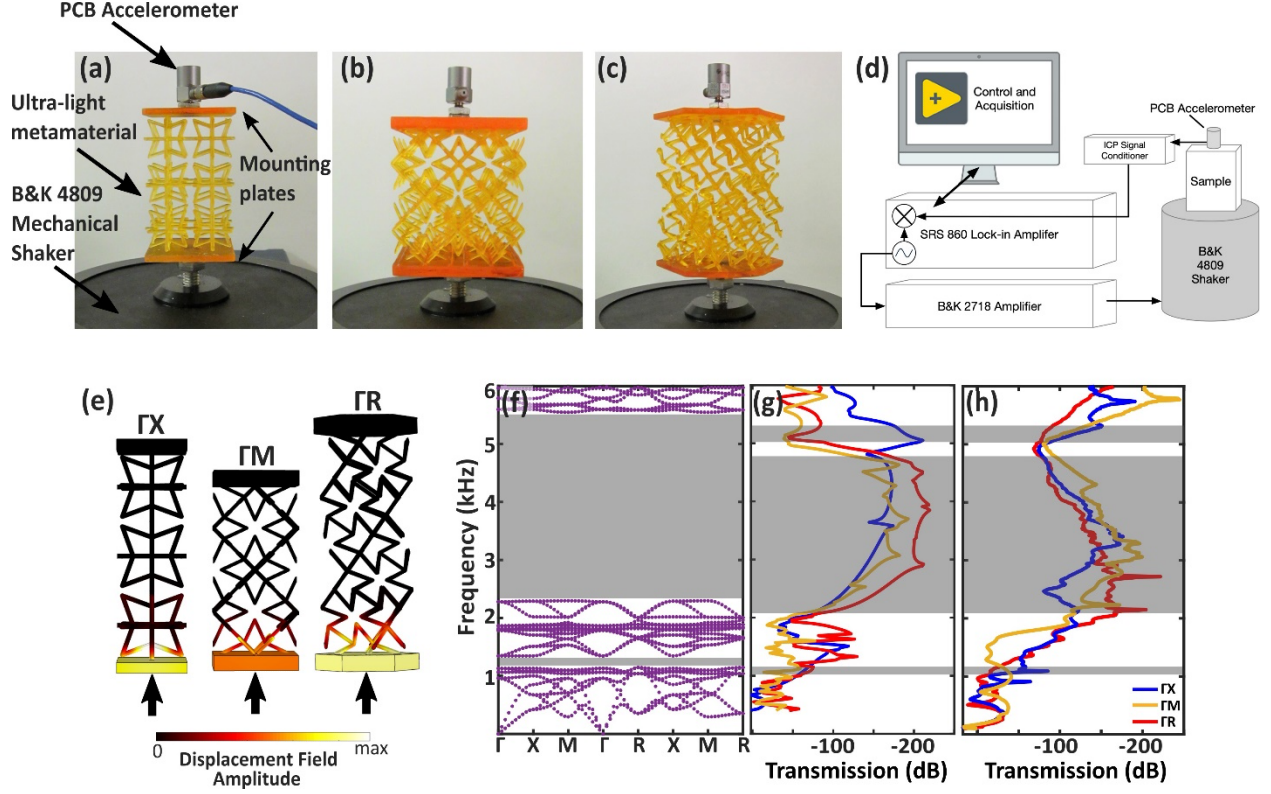 PCB Accelerometer
(a)
(b)
(c)
(d)
Ultra-light
metamaterial
B&K 4809
Mechanical
Shaker
Mounting
plates
Control and
Acquisition
PCB Accelerometer
ICP Signal
Conditioner
Sample
SRS 860 Lock-in Amplifer
B&K
4809
Shaker
B&K 2718 Amplifier
(e)
ΓX
ΓM
ΓR
0
max
Displacement Field
Amplitude
(f)
(g)
(h)
Frequency (kHz)
6
5
4
3
2
1
Γ X M Γ R X M R
-100 -200
Transmission (dB)
-100 -200
Transmission (dB)
ΓX
ΓM
ΓR